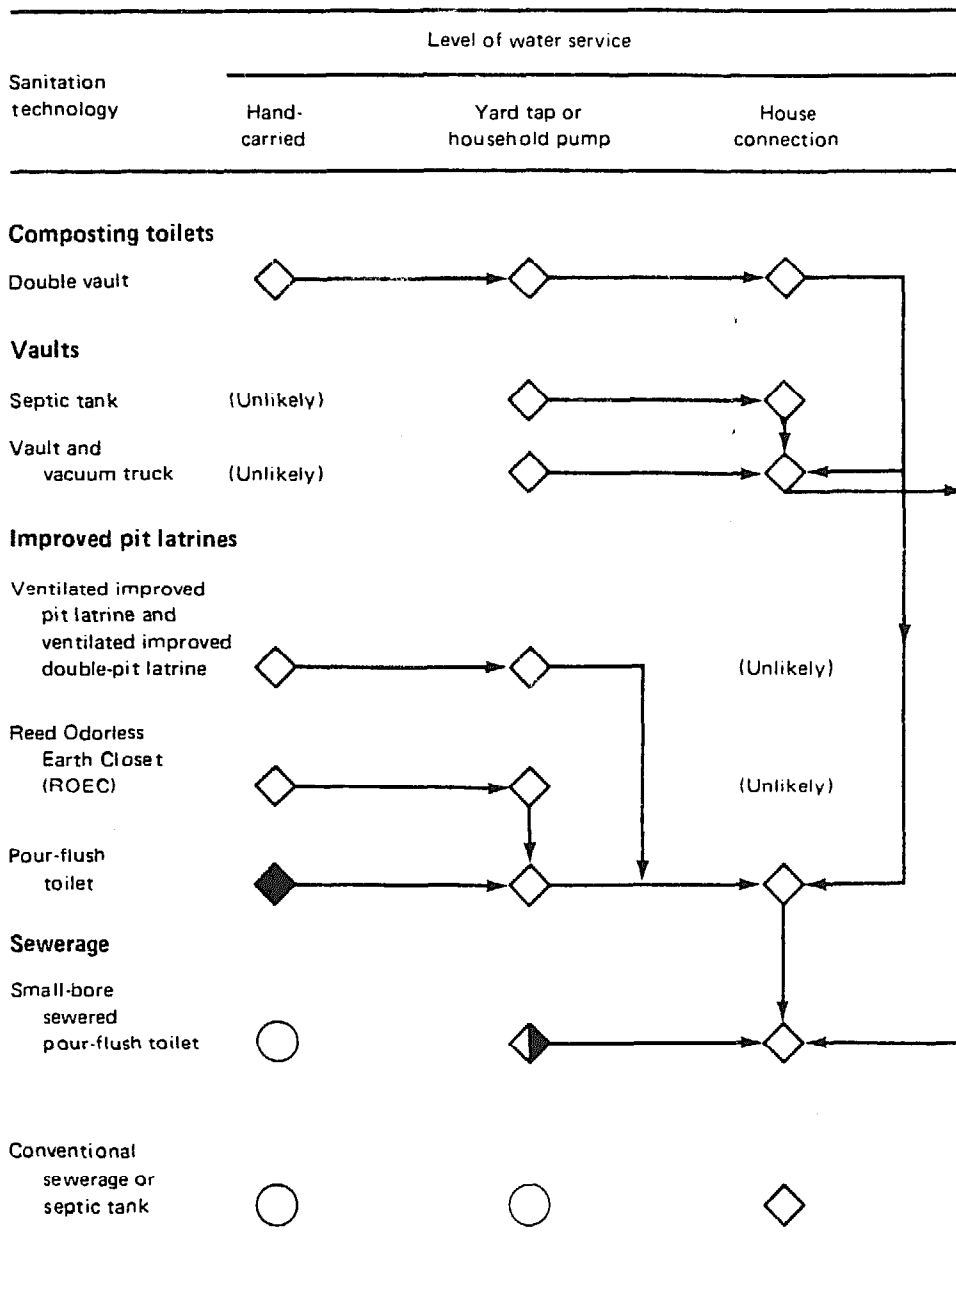 Level of water service
Sanitation
technology
Hand-
carried
Yard tap or
household pump
House
connection
Composting toilets
Double vault
Vaults
Septic tank (Unlikely)
Vault and
vacuum truck (Unlikely)
Improved pit latrines
Ventilated improved
pit latrine and
ventilated improved
double-pit latrine (Unlikely)
Reed Odorless
Earth Closet
(ROEC) (Unlikely)
Pour-flush
toilet
Sewerage
Small-bore
sewered
pour-flush toilet
Conventional
sewerage or
septic tank